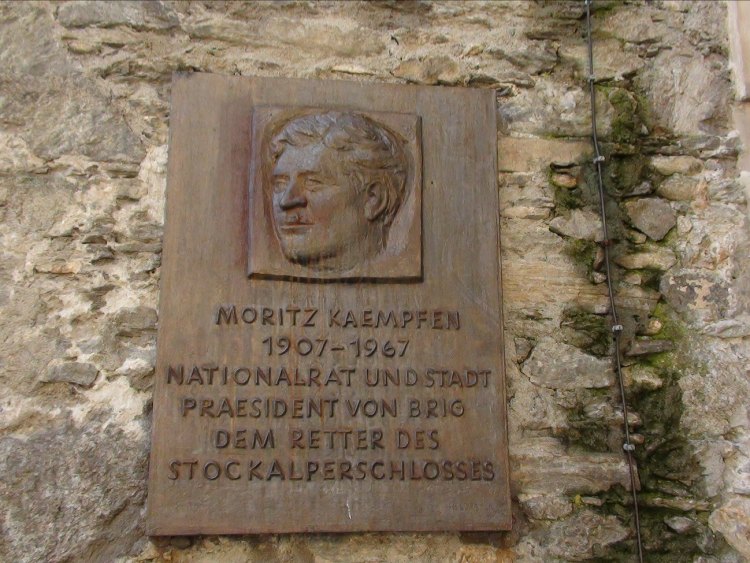 MORITZ KAEMPFEN
1907-1967
NATIONALRAT UND STADT
PRAESIDENT VON BRIG
DEM RETTER DES
STOCKALPERSCHLOSSES